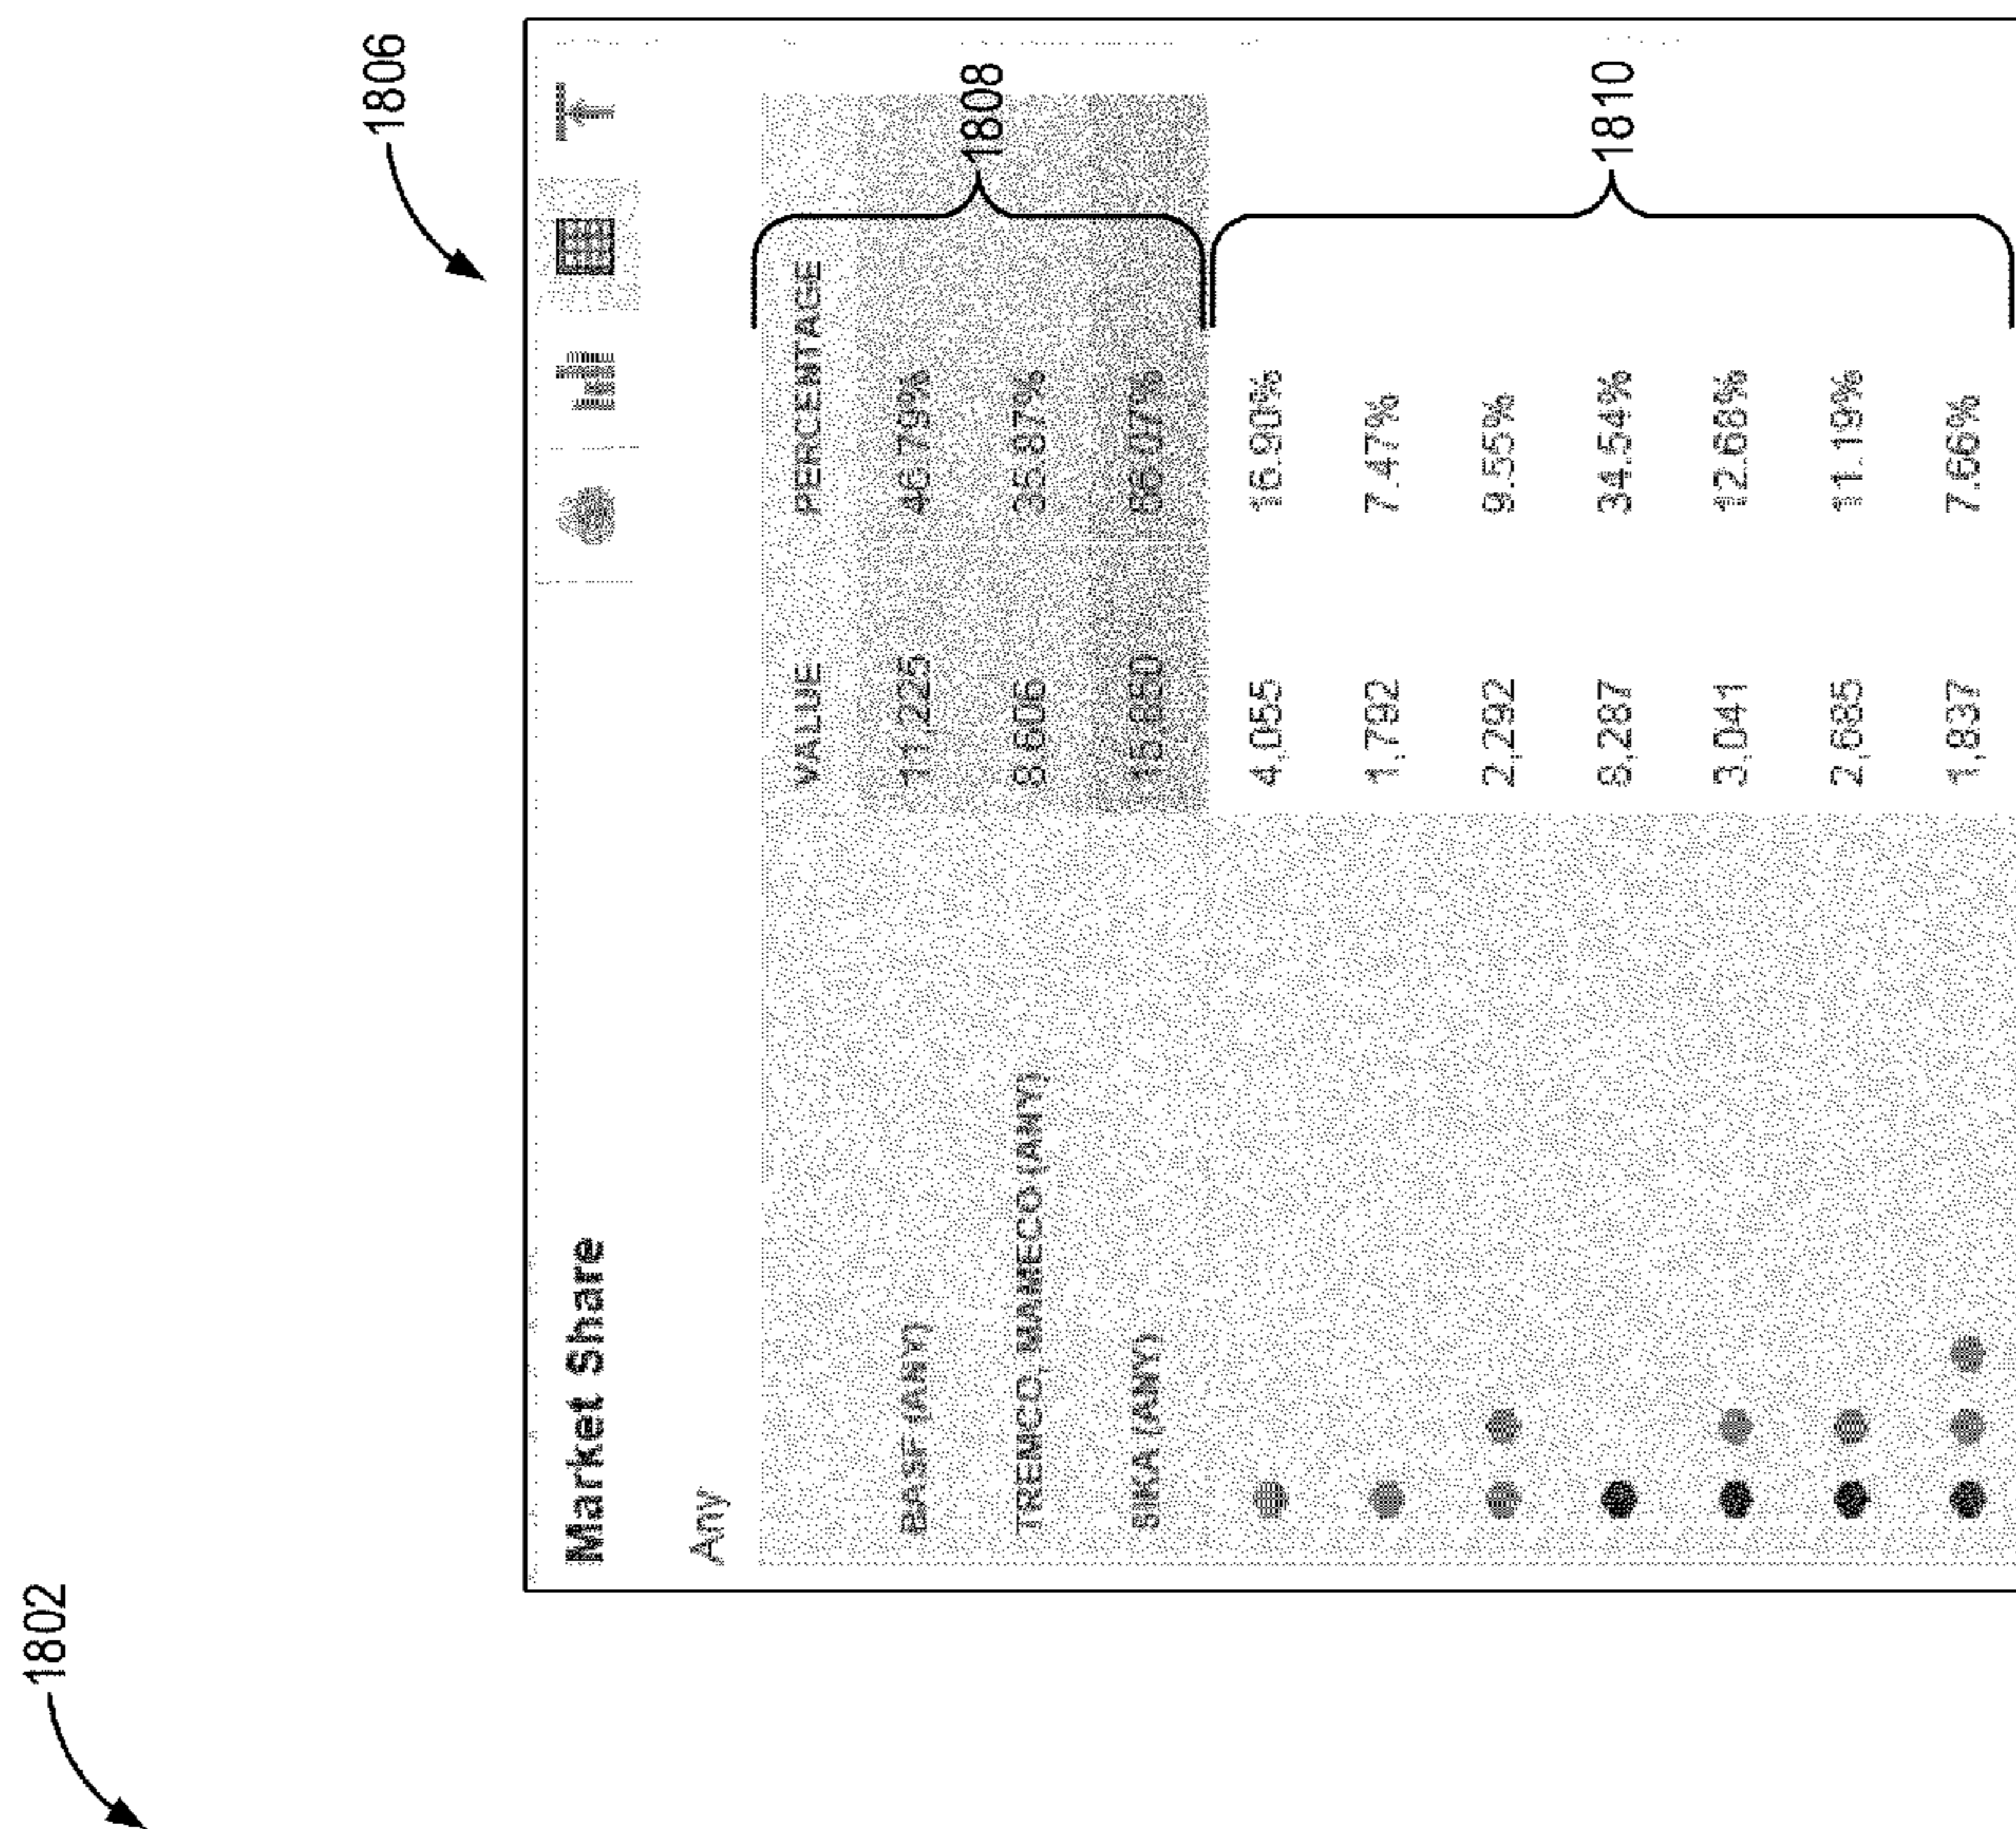 1802
1806
Market Share
Any
VALUE PERCENTAGE
BASF (ANY) 11,225 46.79%
TREMCO, MAMECO (ANY) 8,606 35.87%
SIKA (ANY) 15,850 66.07%
1808
4,055 16.90%
1,792 7.47%
2,292 9.55%
8,287 34.54%
3,041 12.68%
2,685 11.19%
1,837 7.66%
1810